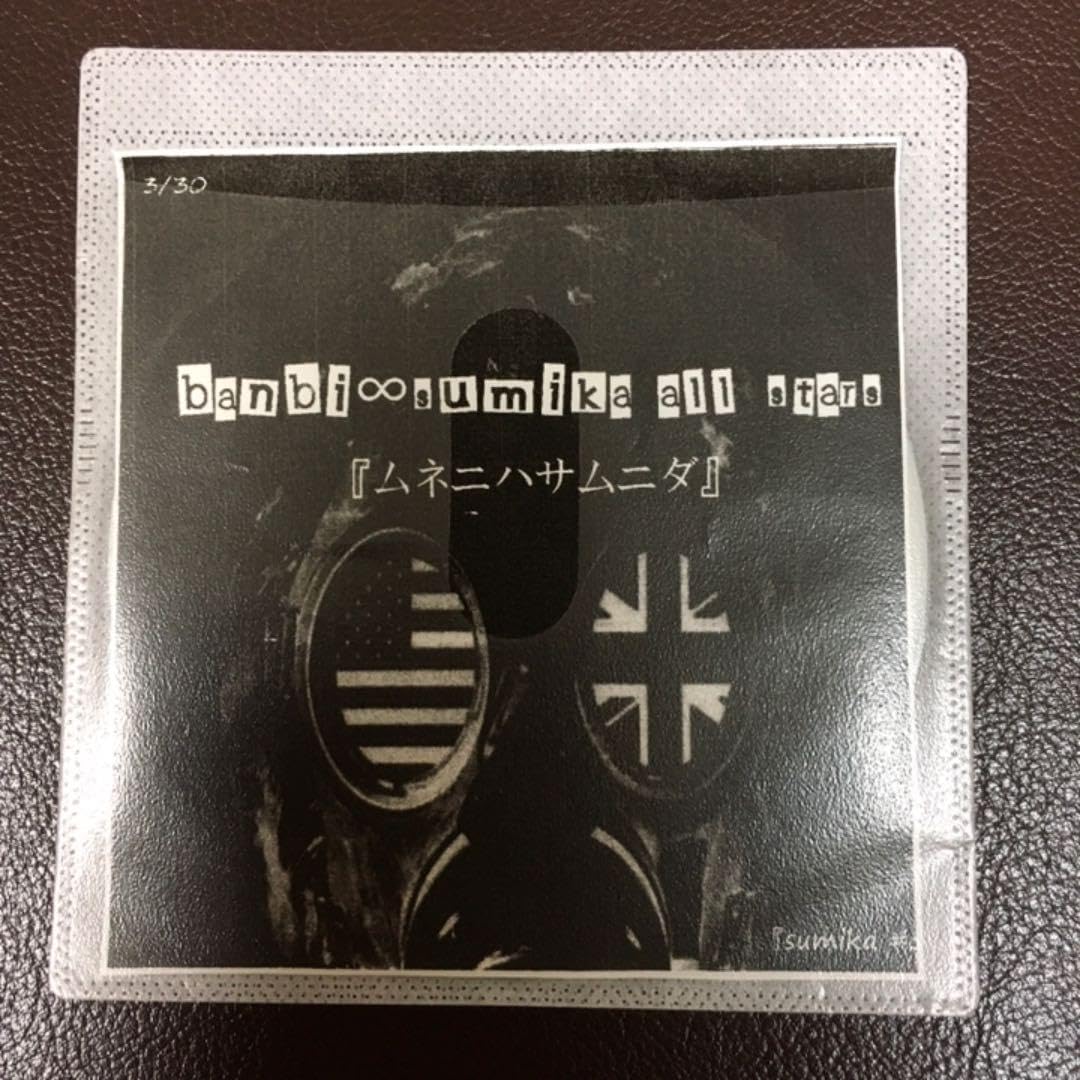 3/30
banbi∞sumika all stars
『ムネニハサムニダ』
『sumika